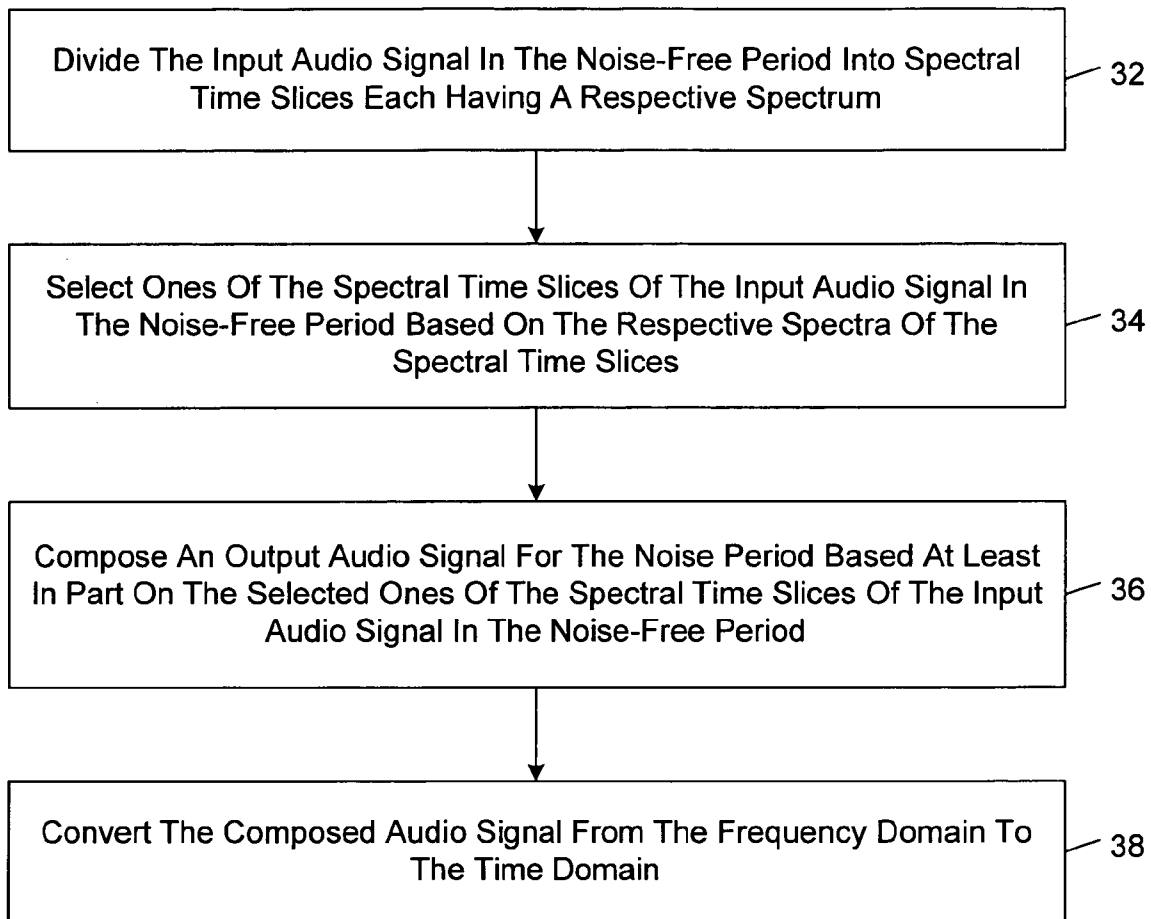 Divide The Input Audio Signal In The Noise-Free Period Into Spectral
Time Slices Each Having A Respective Spectrum
32
Select Ones Of The Spectral Time Slices Of The Input Audio Signal In
The Noise-Free Period Based On The Respective Spectra Of The
Spectral Time Slices
34
Compose An Output Audio Signal For The Noise Period Based At Least
In Part On The Selected Ones Of The Spectral Time Slices Of The Input
Audio Signal In The Noise-Free Period
36
Convert The Composed Audio Signal From The Frequency Domain To
The Time Domain
38